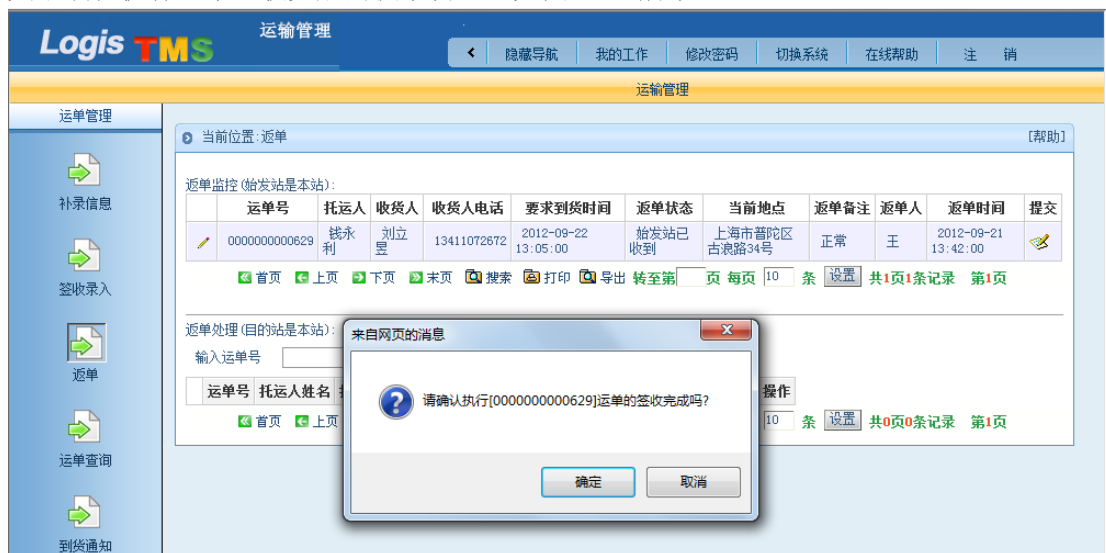 Logis TMS
运输管理
隐藏导航 我的工作 修改密码 切换系统 在线帮助 注 销
运输管理
运单管理
补录信息
签收录入
返单
运单查询
到货通知
当前位置:返单 [帮助]
返单监控(始发站是本站):
运单号 托运人 收货人 收货人电话 要求到货时间 返单状态 当前地点 返单备注 返单人 返单时间 提交
0000000000629 钱永利 刘立昱 13411072672 2012-09-22 13:05:00 始发站已收到 上海市普陀区古浪路34号 正常 王 2012-09-21 13:42:00
首页 上页 下页 末页 搜索 打印 导出 转至第 页 每页 10 条 设置 共1页1条记录 第1页
返单处理(目的站是本站):
输入运单号
运单号 托运人姓名 操作
首页 上页 10 条 设置 共0页0条记录 第1页
来自网页的消息
请确认执行[0000000000629]运单的签收完成吗?
确定 取消